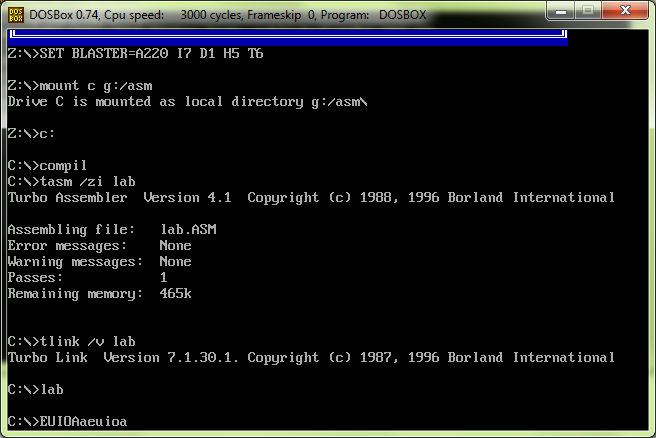 DOS
BOX
DOSBox 0.74, Cpu speed:    3000 cycles, Frameskip  0, Program:   DOSBOX
Z:\>SET BLASTER=A220 I7 D1 H5 T6
Z:\>mount c g:/asm
Drive C is mounted as local directory g:/asm\
Z:\>c:
C:\>compil
C:\>tasm /zi lab
Turbo Assembler  Version 4.1  Copyright (c) 1988, 1996 Borland International
Assembling file:   lab.ASM
Error messages:    None
Warning messages:  None
Passes:            1
Remaining memory:  465k
C:\>tlink /v lab
Turbo Link  Version 7.1.30.1. Copyright (c) 1987, 1996 Borland International
C:\>lab
C:\>EUIOAaeuioa